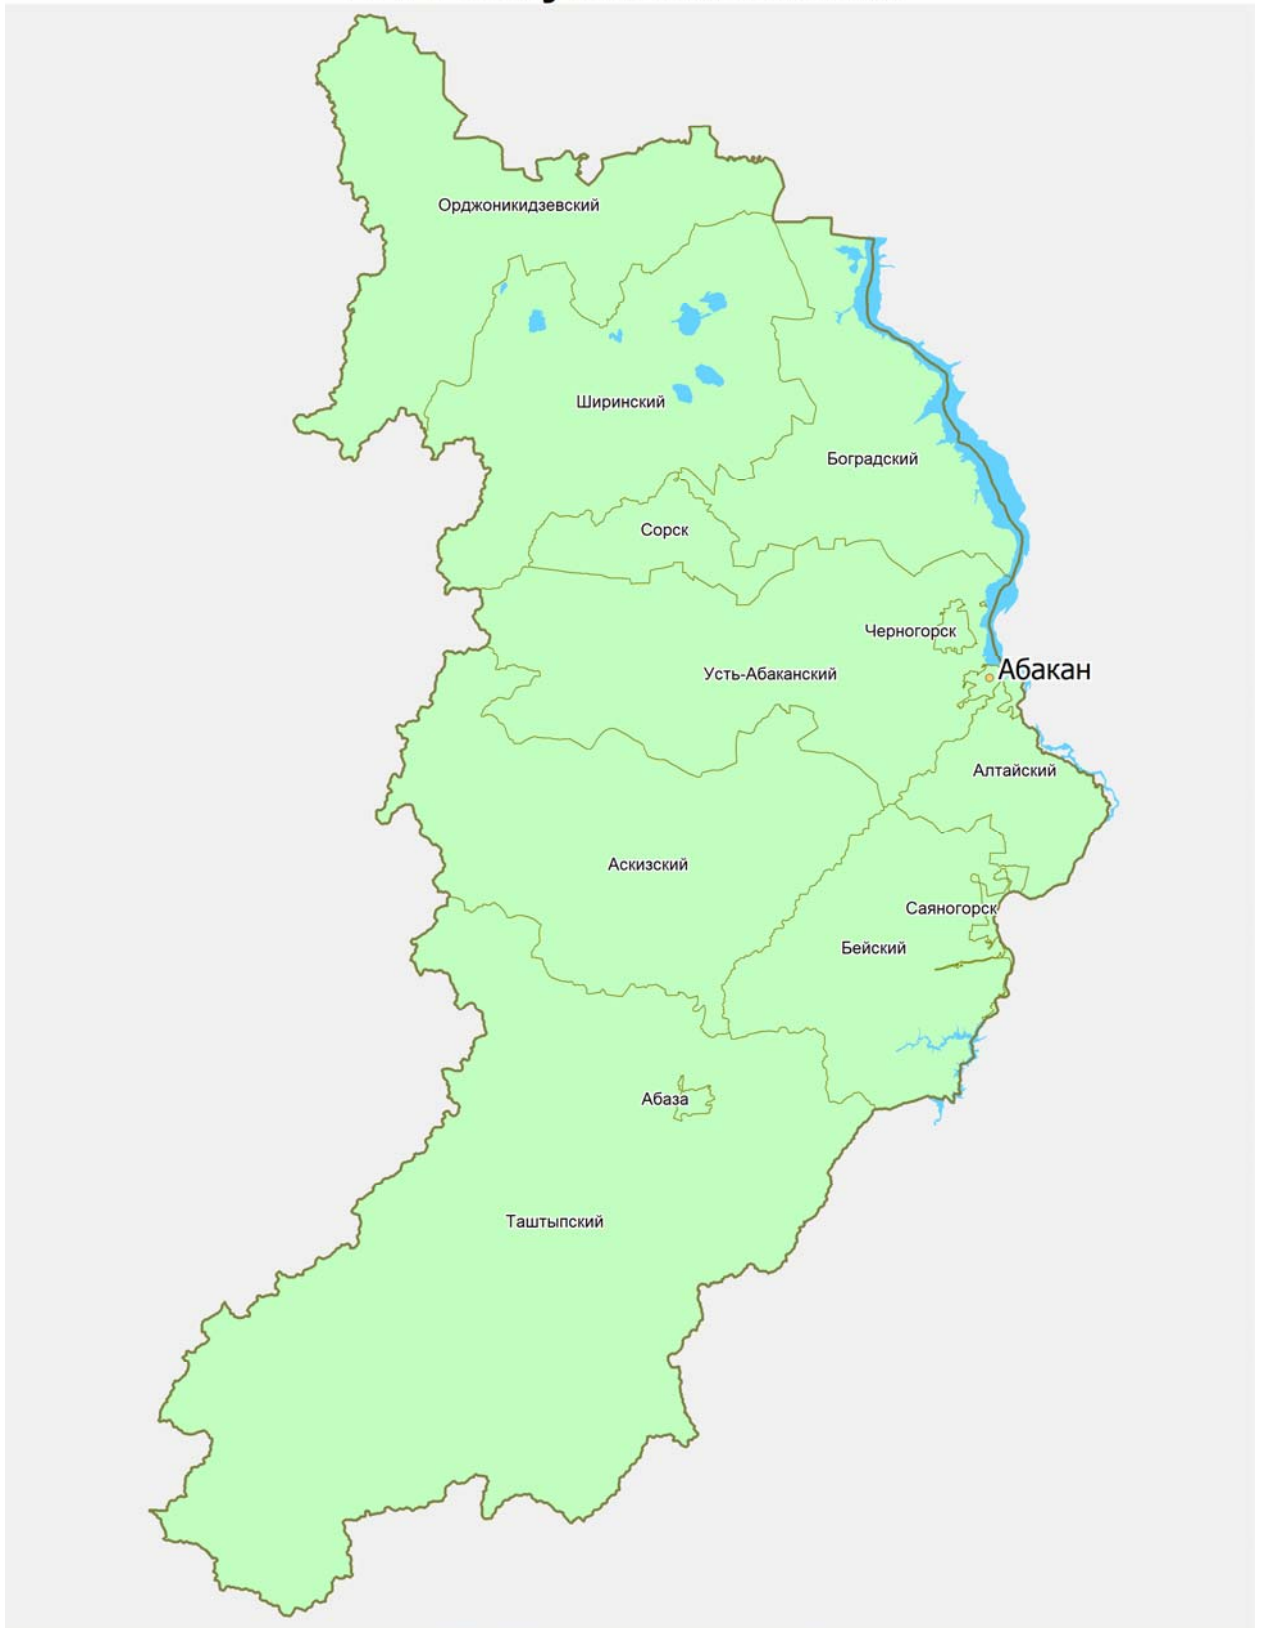 Орджоникидзевский
Ширинский
Боградский
Сорск
Черногорск
Абакан
Усть-Абаканский
Алтайский
Аскизский
Саяногорск
Бейский
Абаза
Таштыпский